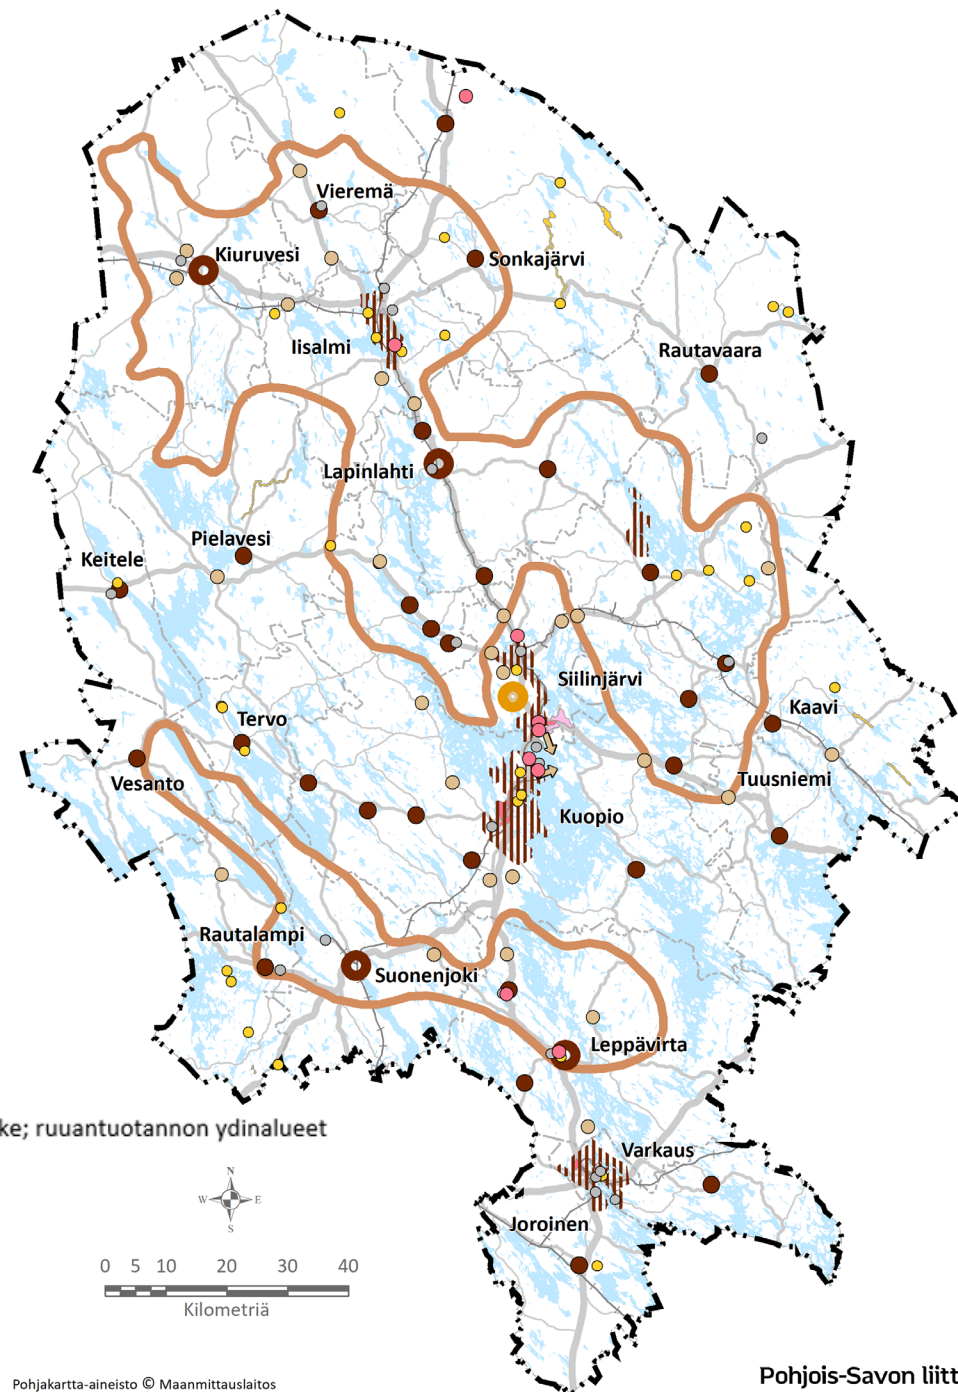 Vieremä
Kiuruvesi
Sonkajärvi
Iisalmi
Rautavaara
Lapinlahti
Pielavesi
Keitele
Siilinjärvi
Kaavi
Tervo
Vesanto
Tuusniemi
Kuopio
Rautalampi
Suonenjoki
Leppävirta
ke; ruuantuotannon ydinalueet
Varkaus
N
W E
S
Joroinen
0 5 10 20 30 40
Kilometriä
Pohjois-Savon liitt
Pohjakartta-aineisto © Maanmittauslaitos